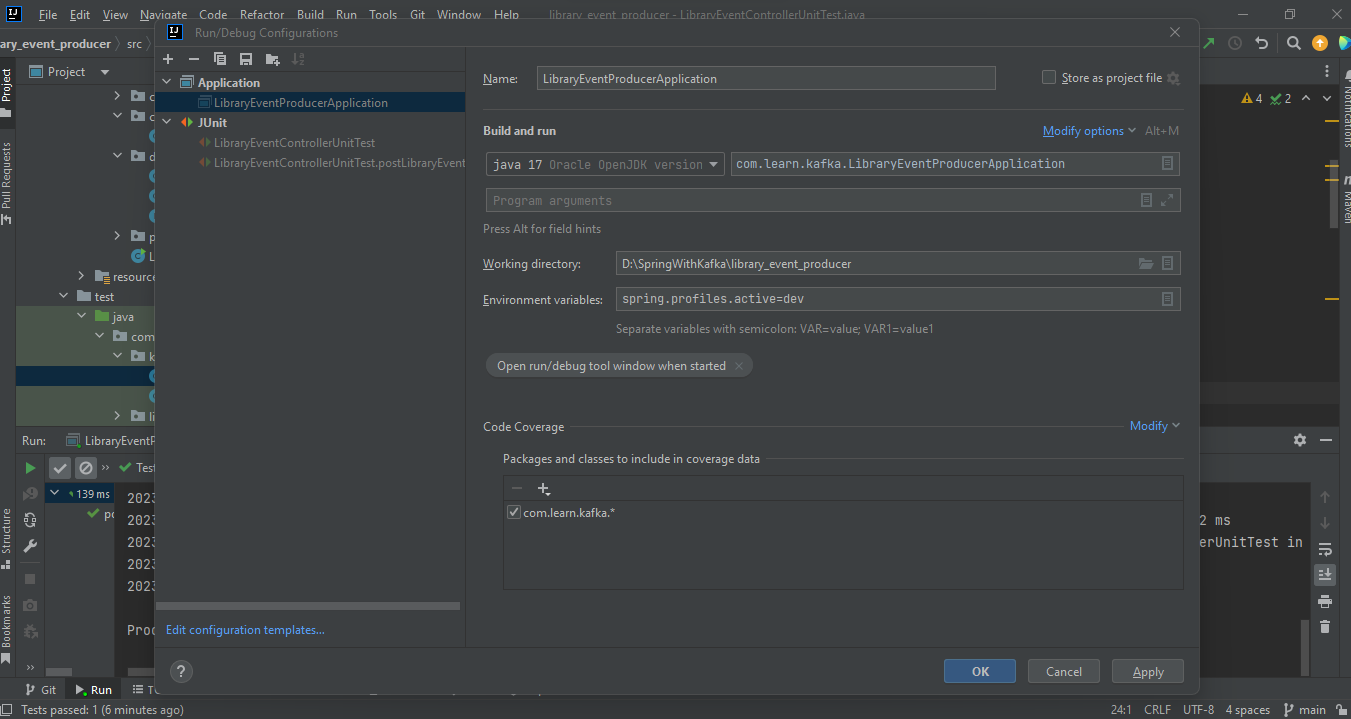 File Edit View Navigate Code Refactor Build Run Tools Git Window Help library_event_producer - LibraryEventControllerUnitTest.java
Run/Debug Configurations
ary_event_producer src
Project
Project
Pull Requests
Structure
Bookmarks
Notifications
Maven
4 2
resource
test
java
com
Application
LibraryEventProducerApplication
JUnit
LibraryEventControllerUnitTest
LibraryEventControllerUnitTest.postLibraryEvent
Edit configuration templates...
Name: LibraryEventProducerApplication
Store as project file
Build and run
Modify options Alt+M
java 17 Oracle OpenJDK version
com.learn.kafka.LibraryEventProducerApplication
Program arguments
Press Alt for field hints
Working directory: D:\SpringWithKafka\library_event_producer
Environment variables: spring.profiles.active=dev
Separate variables with semicolon: VAR=value; VAR1=value1
Open run/debug tool window when started
Code Coverage Modify
Packages and classes to include in coverage data
com.learn.kafka.*
? OK Cancel Apply
Run: LibraryEventP
Test
139 ms
po
2023
2023 2 ms
2023 erUnitTest in
2023
2023
Proc
Git Run TO
Tests passed: 1 (6 minutes ago) 24:1 CRLF UTF-8 4 spaces main